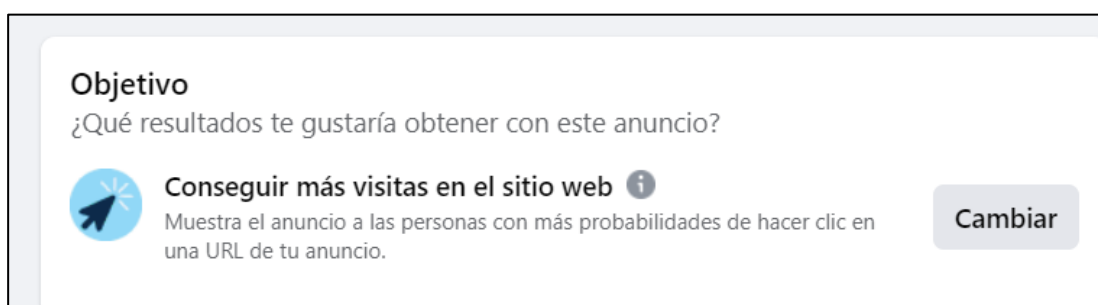 Objetivo
¿Qué resultados te gustaría obtener con este anuncio?
Conseguir más visitas en el sitio web
Muestra el anuncio a las personas con más probabilidades de hacer clic en
una URL de tu anuncio.
Cambiar